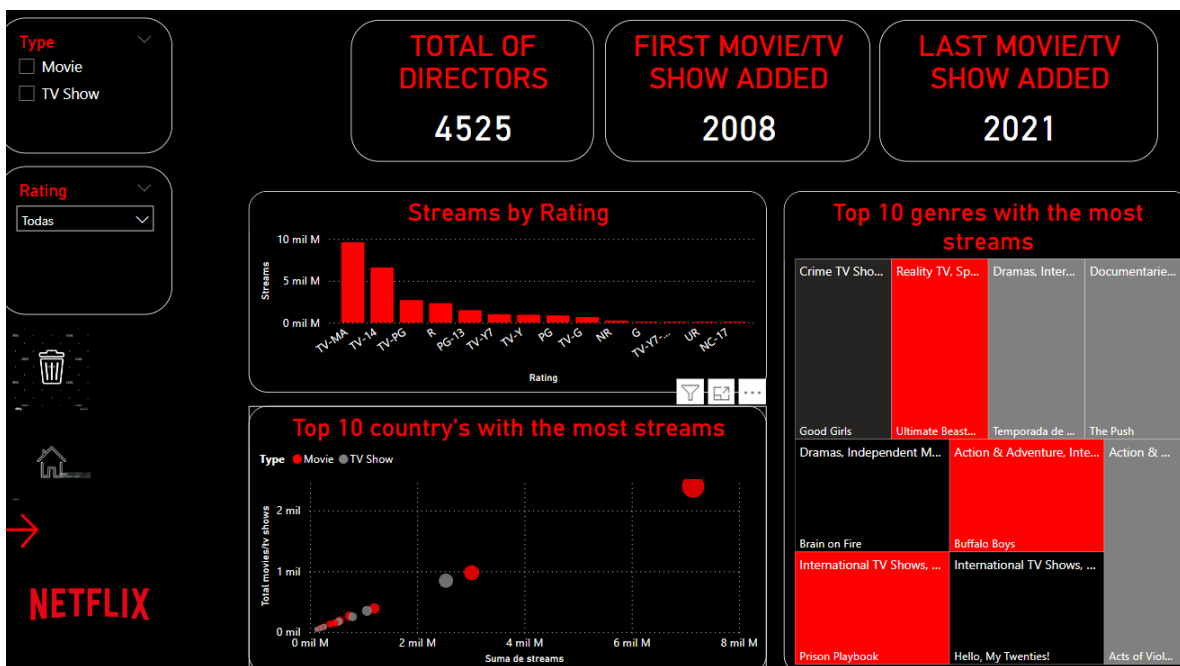 Type
Movie
TV Show
TOTAL OF
DIRECTORS
4525
FIRST MOVIE/TV
SHOW ADDED
2008
LAST MOVIE/TV
SHOW ADDED
2021
Rating
Todas
Streams by Rating
10 mil M
5 mil M
0 mil M
Streams
TV-MA
TV-14
TV-PG
R
PG-13
TV-Y7
TV-Y
PG
TV-G
NR
G
TV-Y7-...
UR
NC-17
Rating
Top 10 country's with the most streams
Type Movie TV Show
Total movies/tv shows
2 mil
1 mil
0 mil
0 mil M
2 mil M
4 mil M
6 mil M
8 mil M
Suma de streams
Top 10 genres with the most
streams
Crime TV Sho...
Reality TV, Sp...
Dramas, Inter...
Documentarie...
Good Girls
Ultimate Beast...
Temporada de ...
The Push
Dramas, Independent M...
Action & Adventure, Inte...
Action & ...
Brain on Fire
Buffalo Boys
International TV Shows, ...
International TV Shows, ...
Prison Playbook
Hello, My Twenties!
Acts of Viol...
NETFLIX